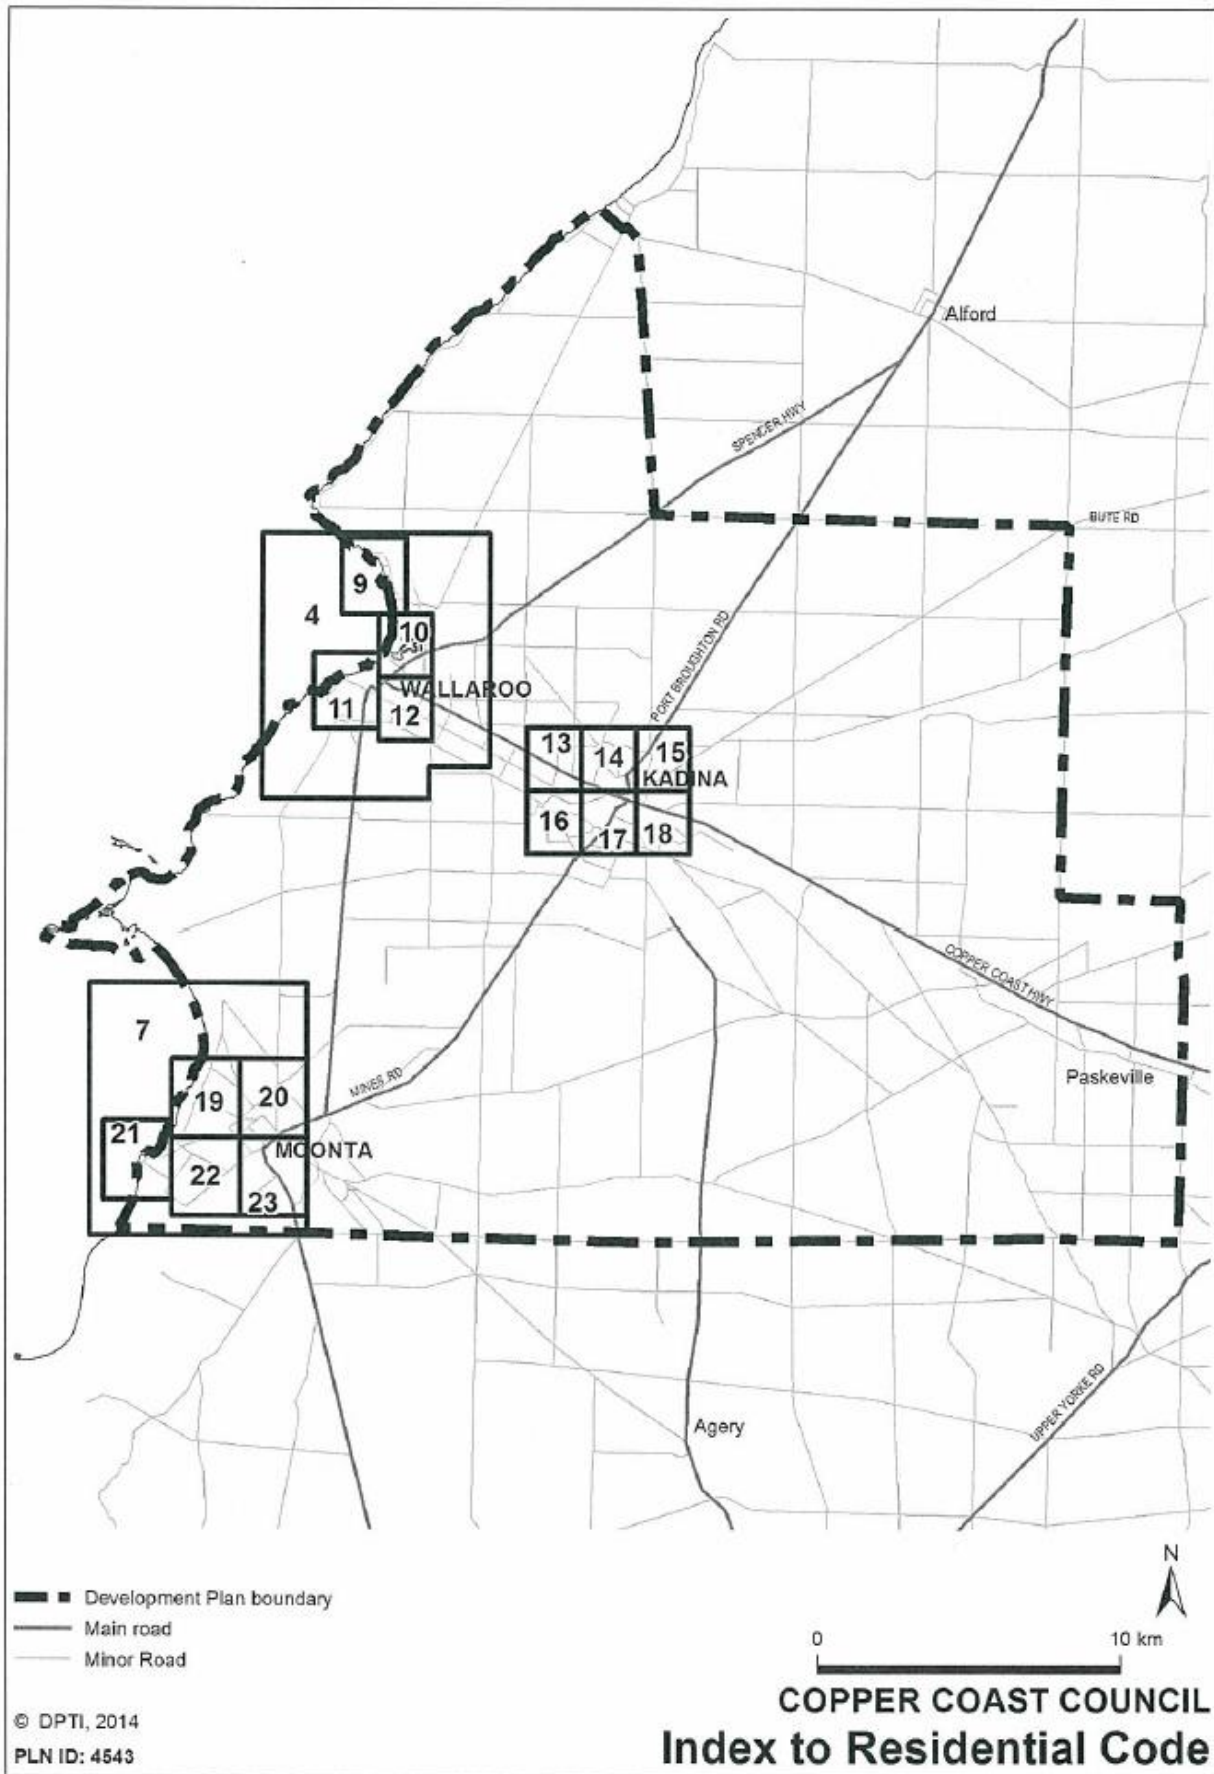 Alford
SPENCER HWY
BUTE RD
9
4
10
PORT BROUGHTON RD
WALLAROO
11
12
13
14
15
KADINA
16
17
18
COPPER COAST HWY
7
Paskeville
MINES RD
19
20
21
MOONTA
22
23
UPPER YORKE RD
Agery
N
Development Plan boundary
Main road
Minor Road
0
10 km
COPPER COAST COUNCIL
Index to Residential Code
© DPTI, 2014
PLN ID: 4543